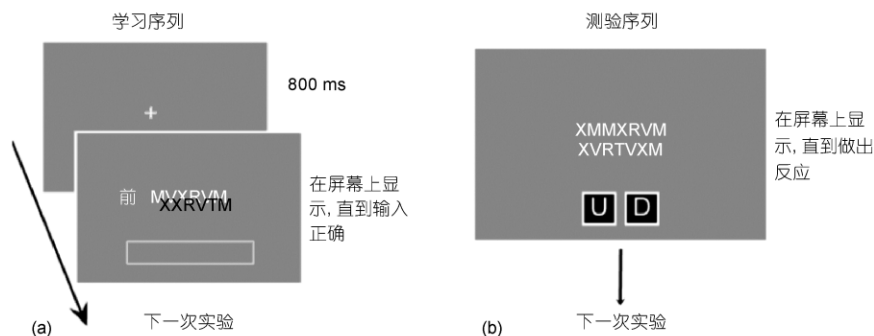 学习序列
800 ms
+
前 MVXRVM
XXRVTM
在屏幕上显
示, 直到输入
正确
(a)
下一次实验
测验序列
XMMXRVM
XVRTVXM
U D
在屏幕上显
示, 直到做出
反应
(b)
下一次实验